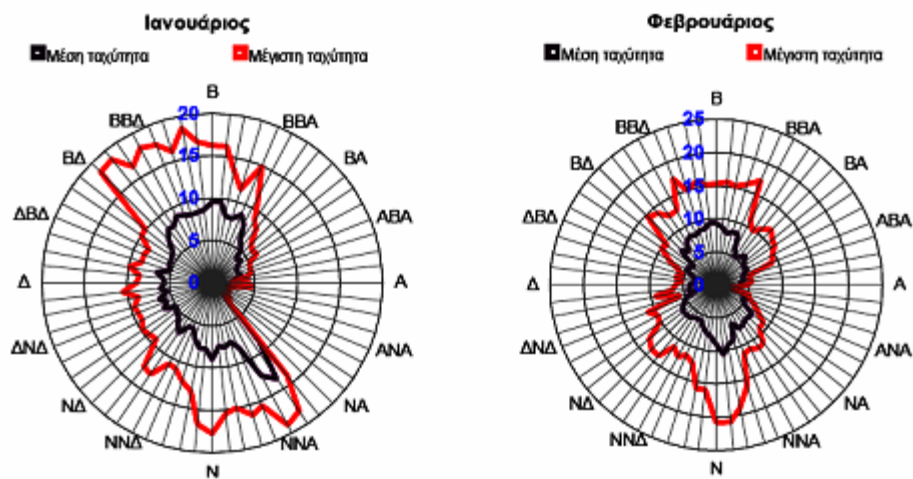 Ιανουάριος
Μέση ταχύτητα Μέγιστη ταχύτητα
Β
ΒΒΑ
ΒΑ
ΑΒΑ
Α
ΑΝΑ
ΝΑ
ΝΝΑ
Ν
ΝΝΔ
ΝΔ
ΔΝΔ
Δ
ΔΒΔ
ΒΔ
ΒΒΔ
20
15
10
5
0
Φεβρουάριος
Μέση ταχύτητα Μέγιστη ταχύτητα
Β
ΒΒΑ
ΒΑ
ΑΒΑ
Α
ΑΝΑ
ΝΑ
ΝΝΑ
Ν
ΝΝΔ
ΝΔ
ΔΝΔ
Δ
ΔΒΔ
ΒΔ
ΒΒΔ
25
20
15
10
5
0